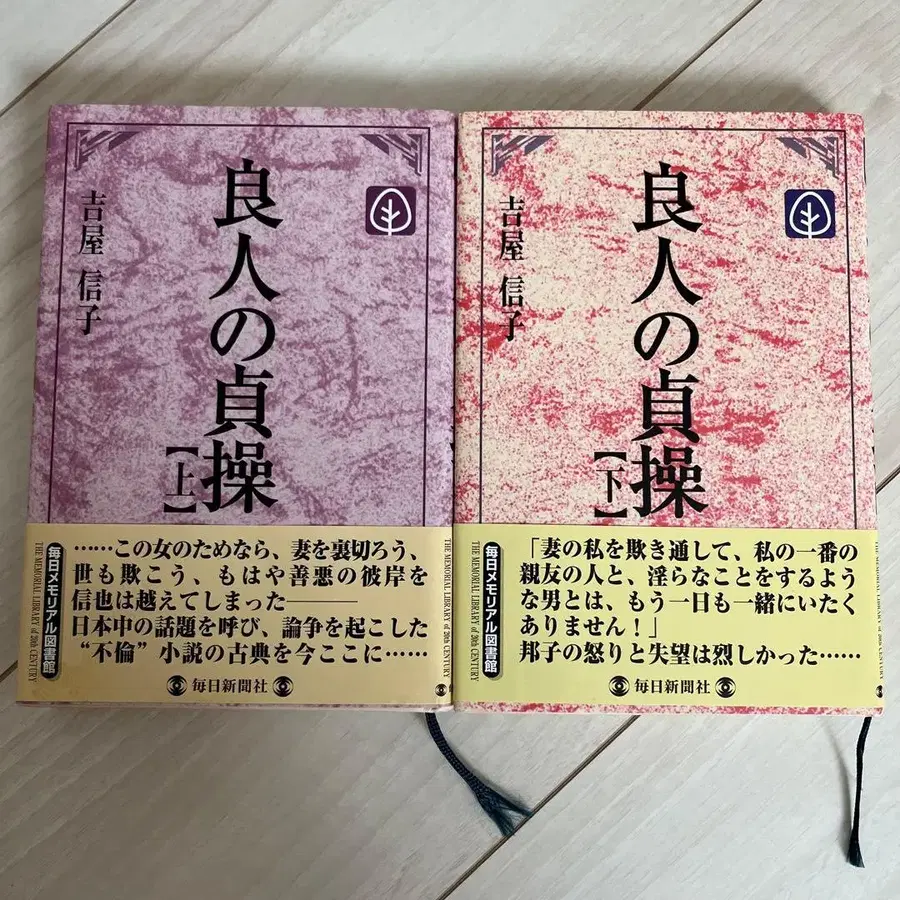 良人の貞操
【上】
吉屋 信子
……この女のためなら、妻を裏切ろう、
世も欺こう、もはや善悪の彼岸を
信也は越えてしまった――
日本中の話題を呼び、論争を起こした
“不倫”小説の古典を今ここに……
毎日新聞社
毎日メモリアル図書館
THE MEMORIAL LIBRARY of 20th CENTURY
良人の貞操
【下】
吉屋 信子
「妻の私を欺き通して、私の一番の
親友の人と、淫らなことをするよう
な男とは、もう一日も一緒にいたく
ありません！」
邦子の怒りと失望は烈しかった……
毎日新聞社
毎日メモリアル図書館
THE MEMORIAL LIBRARY of 20th CENTURY